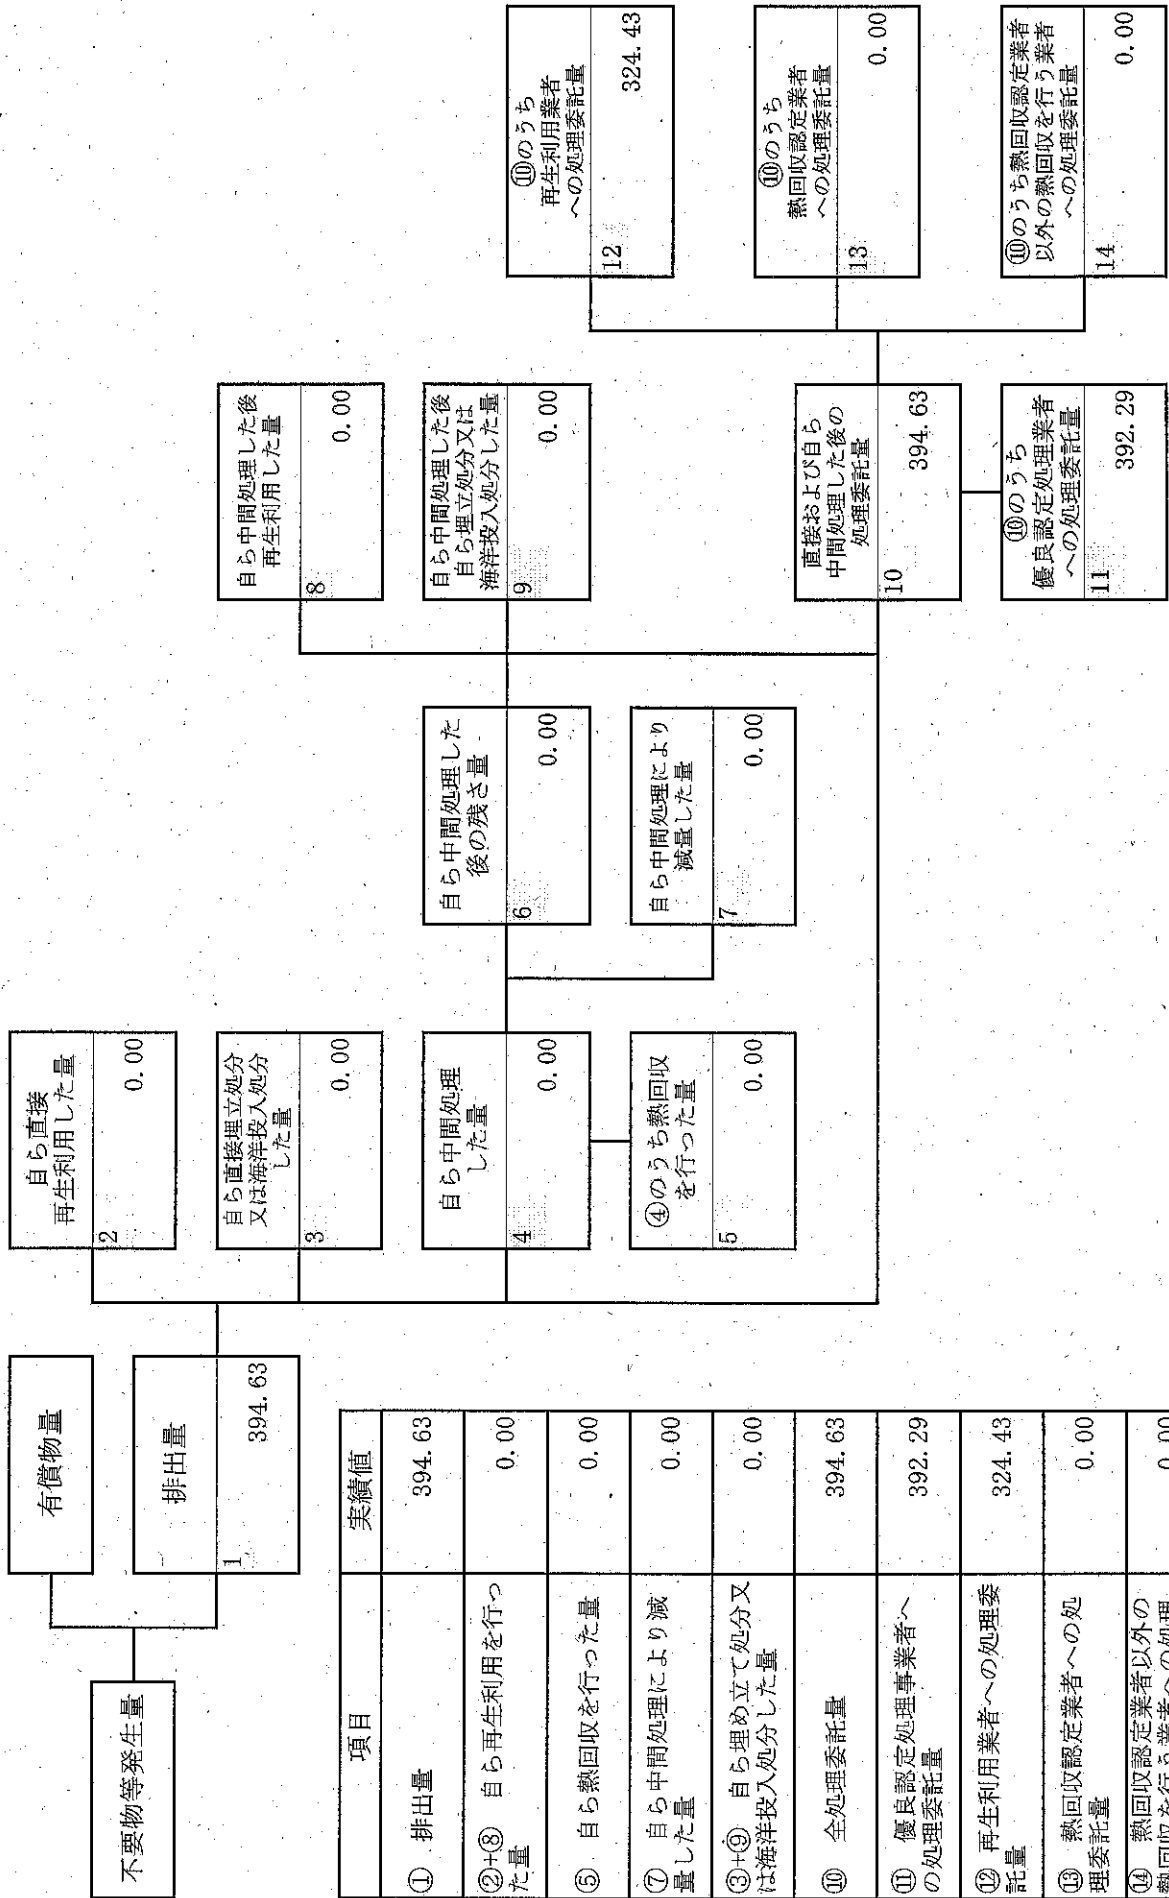 不要物等発生量
有償物量
排出量
1
394.63
自ら直接
再生利用した量
2
0.00
自ら直接埋立処分
又は海洋投入処分
した量
3
0.00
自ら中間処理
した量
4
0.00
④のうち熱回収
を行った量
5
0.00
自ら中間処理した
後の残さ量
6
0.00
自ら中間処理により
減量した量
7
0.00
自ら中間処理した後
再生利用した量
8
0.00
自ら中間処理した後
自ら埋立処分又は
海洋投入処分した量
9
0.00
直接および自ら
中間処理した後の
処理委託量
10
394.63
⑩のうち
優良認定処理業者
への処理委託量
11
392.29
⑩のうち
再生利用業者
への処理委託量
12
324.43
⑩のうち
熱回収認定業者
への処理委託量
13
0.00
⑩のうち熱回収認定業者
以外の熱回収を行う業者
への処理委託量
14
0.00
項目 実績値
① 排出量 394.63
②+⑧ 自ら再生利用を行っ
た量
0.00
⑤ 自ら熱回収を行った量 0.00
⑦ 自ら中間処理により減
量した量
0.00
③+⑨ 自ら埋め立て処分又
は海洋投入処分した量
0.00
⑩ 全処理委託量 394.63
⑪ 優良認定処理事業者へ
の処理委託量
392.29
⑫ 再生利用業者への処理委
託量
324.43
⑬ 熱回収認定業者への処
理委託量
0.00
⑭ 熱回収認定業者以外の
熱回収を行う業者への処理
0.00